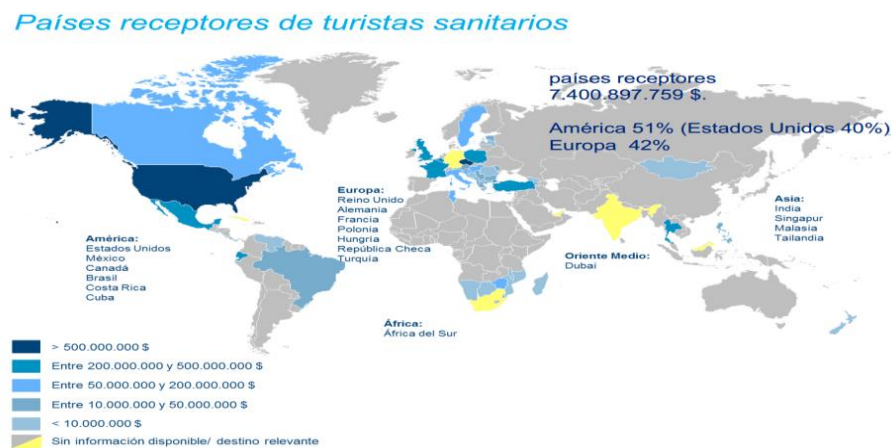 Países receptores de turistas sanitarios
países receptores
7.400.897.759 $.
América 51% (Estados Unidos 40%)
Europa 42%
Europa:
Reino Unido
Alemania
Francia
Polonia
Hungría
República Checa
Turquía
Asia:
India
Singapur
Malasia
Tailandia
América:
Estados Unidos
México
Canadá
Brasil
Costa Rica
Cuba
Oriente Medio:
Dubai
África:
África del Sur
> 500.000.000 $
Entre 200.000.000 y 500.000.000 $
Entre 50.000.000 y 200.000.000 $
Entre 10.000.000 y 50.000.000 $
< 10.000.000 $
Sin información disponible/ destino relevante